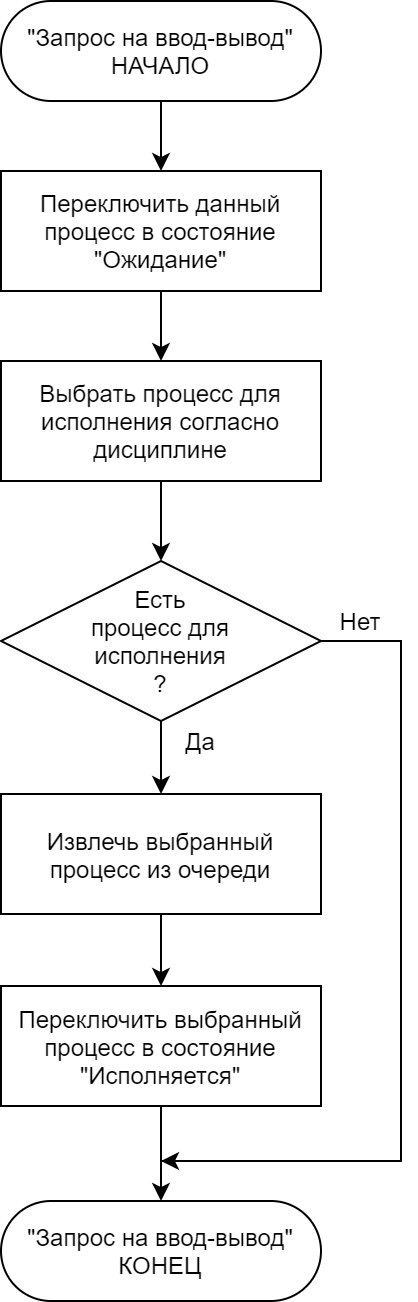 "Запрос на ввод-вывод"
НАЧАЛО
Переключить данный
процесс в состояние
"Ожидание"
Выбрать процесс для
исполнения согласно
дисциплине
Есть
процесс для
исполнения
?
Нет
Да
Извлечь выбранный
процесс из очереди
Переключить выбранный
процесс в состояние
"Исполняется"
"Запрос на ввод-вывод"
КОНЕЦ